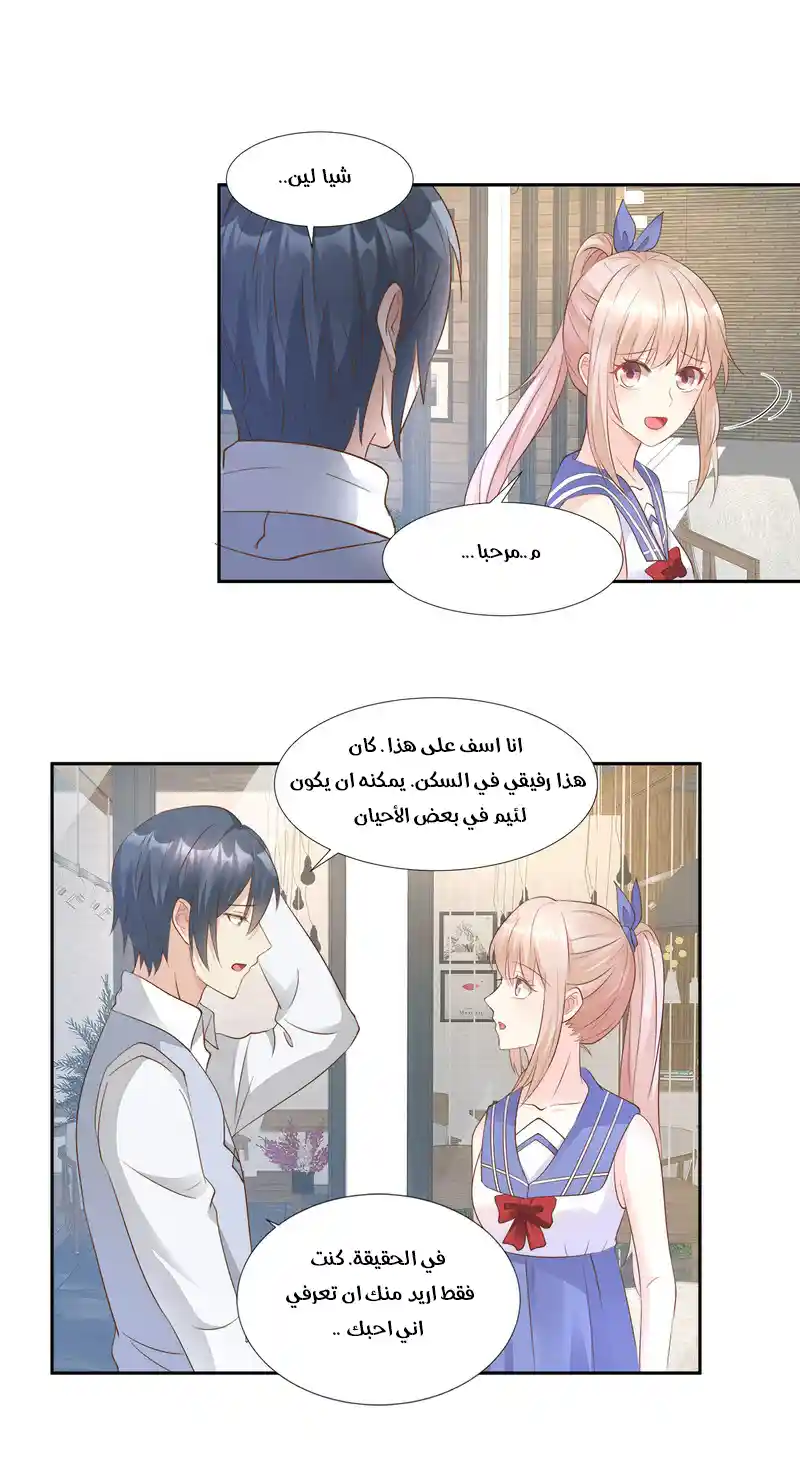 شيا لين..
م..مرحبا...
انا اسف على هذا. كان
هذا رفيقي في السكن. يمكنه ان يكون
لئيم في بعض الأحيان
في الحقيقة. كنت
فقط اريد منك ان تعرفي
اني احبك ..